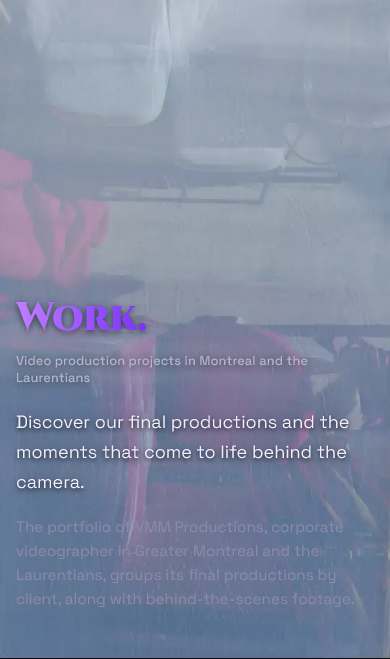 Work.
Video production projects in Montreal and the
Laurentians
Discover our final productions and the
moments that come to life behind the
camera.
The portfolio of VMM Productions, corporate
videographer in Greater Montreal and the
Laurentians, groups its final productions by
client, along with behind-the-scenes footage.